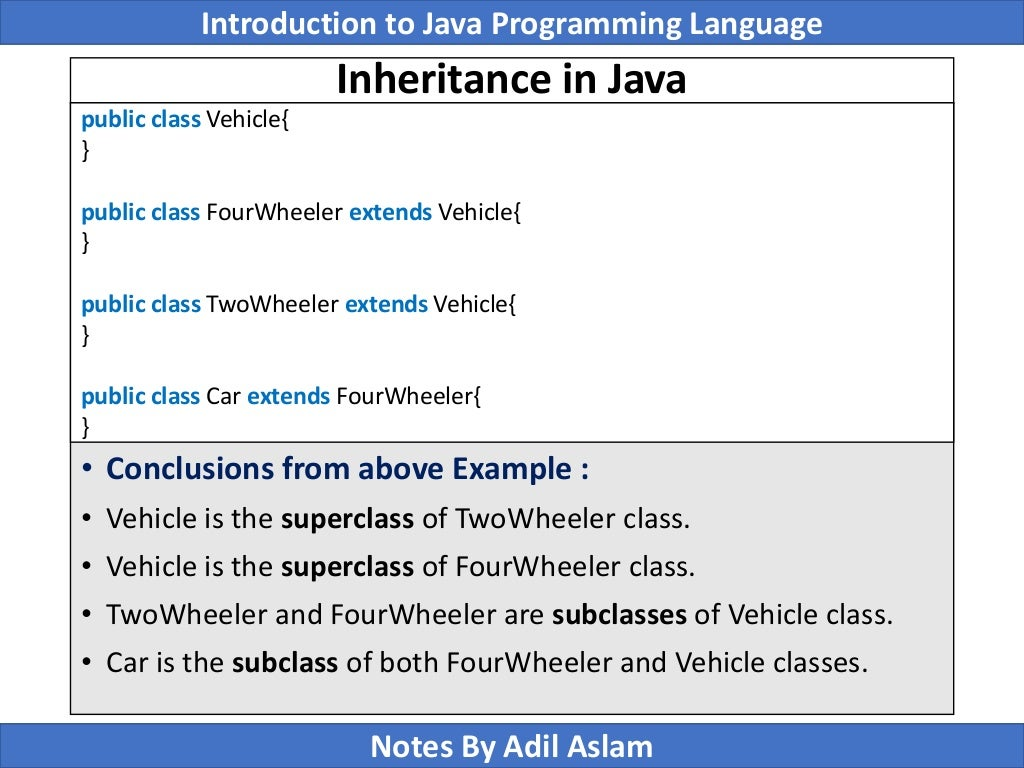 Introduction to Java Programming Language
Inheritance in Java
public class Vehicle{
}
public class FourWheeler extends Vehicle{
}
public class TwoWheeler extends Vehicle{
}
public class Car extends FourWheeler{
}
• Conclusions from above Example :
• Vehicle is the superclass of TwoWheeler class.
• Vehicle is the superclass of FourWheeler class.
• TwoWheeler and FourWheeler are subclasses of Vehicle class.
• Car is the subclass of both FourWheeler and Vehicle classes.
Notes By Adil Aslam